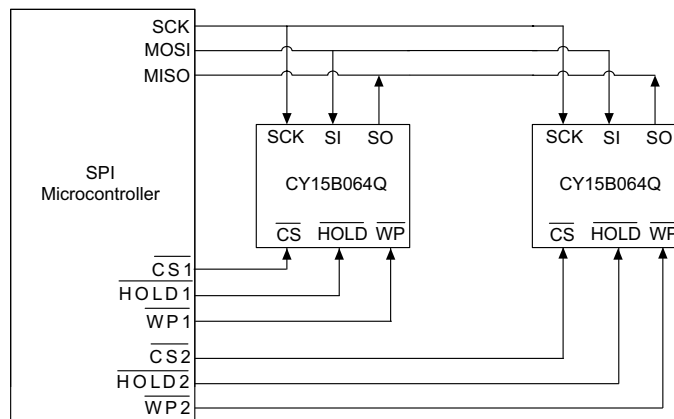 SCK
MOSI
MISO
SPI
Microcontroller
CS1
HOLD1
WP1
CS2
HOLD2
WP2
SCK SI SO
CY15B064Q
CS HOLD WP
SCK SI SO
CY15B064Q
CS HOLD WP